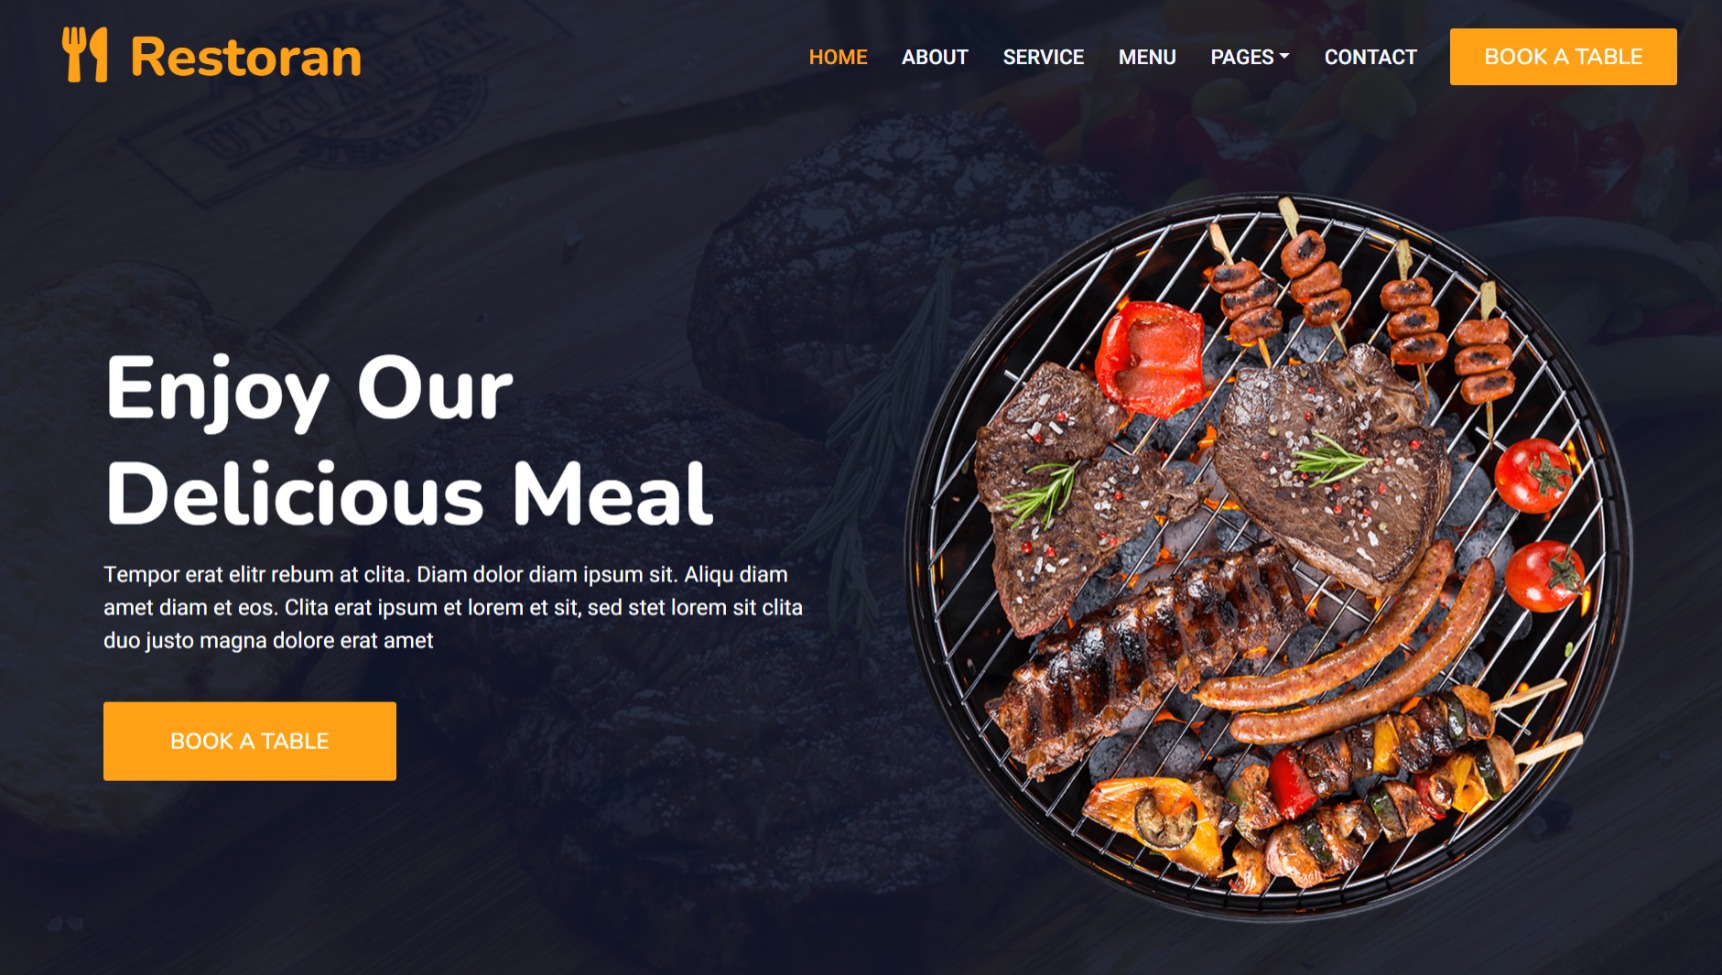 Restoran
HOME ABOUT SERVICE MENU PAGES CONTACT BOOK A TABLE
Enjoy Our
Delicious Meal
Tempor erat elitr rebum at clita. Diam dolor diam ipsum sit. Aliqu diam
amet diam et eos. Clita erat ipsum et lorem et sit, sed stet lorem sit clita
duo justo magna dolore erat amet
BOOK A TABLE